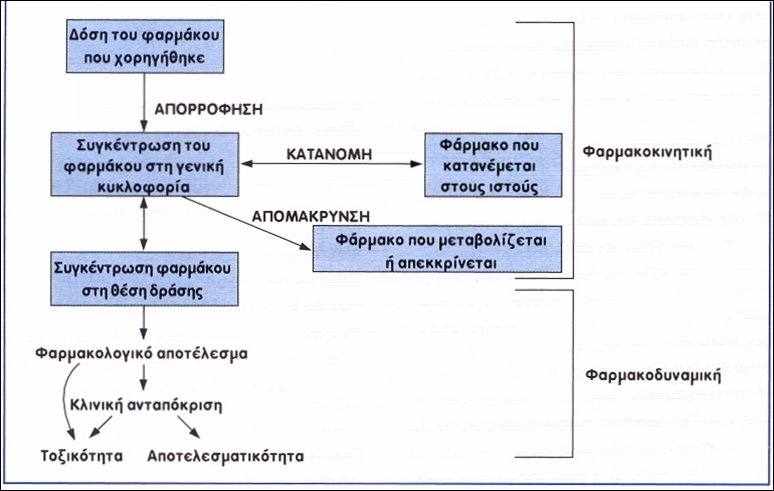 Δόση του φαρμάκου
που χορηγήθηκε
ΑΠΟΡΡΟΦΗΣΗ
Συγκέντρωση του
φαρμάκου στη γενική
κυκλοφορία
ΚΑΤΑΝΟΜΗ
Φάρμακο που
κατανέμεται
στους ιστούς
Φαρμακοκινητική
ΑΠΟΜΑΚΡΥΝΣΗ
Φάρμακο που μεταβολίζεται
ή απεκκρίνεται
Συγκέντρωση φαρμάκου
στη θέση δράσης
Φαρμακολογικό αποτέλεσμα
Φαρμακοδυναμική
Κλινική ανταπόκριση
Τοξικότητα
Αποτελεσματικότητα